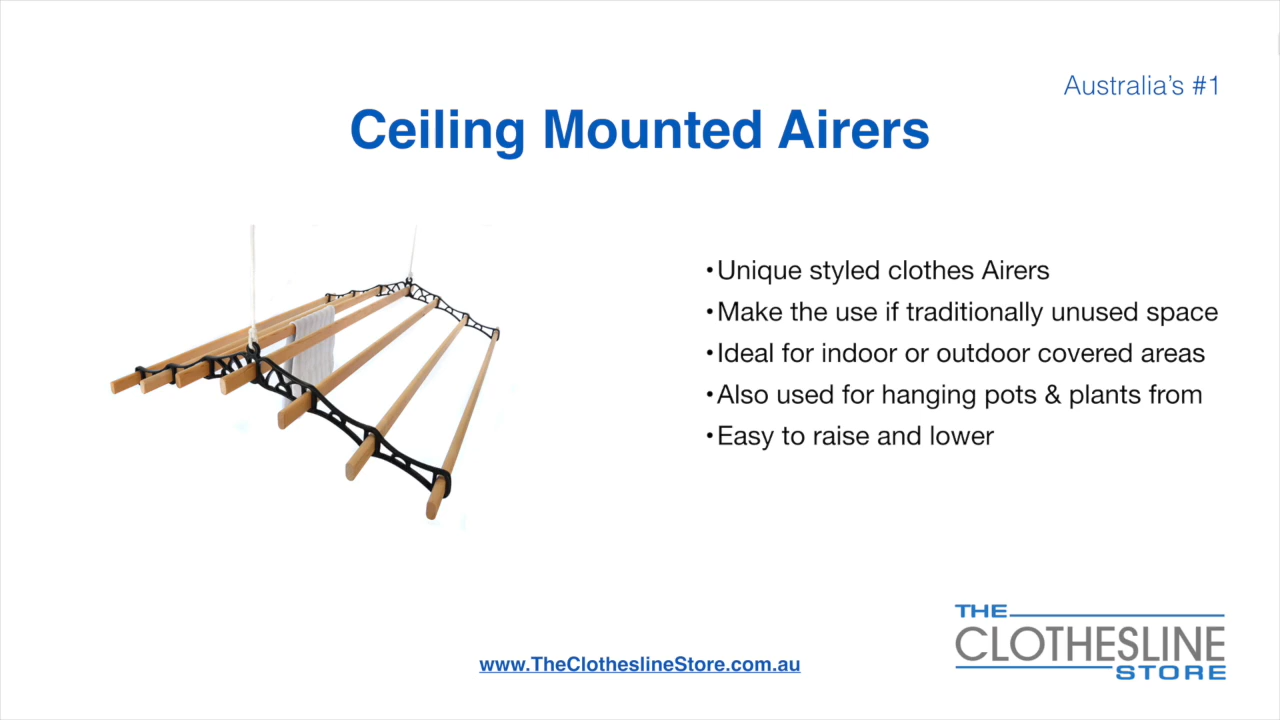 Australia's #1
Ceiling Mounted Airers
•Unique styled clothes Airers
•Make the use if traditionally unused space
•Ideal for indoor or outdoor covered areas
•Also used for hanging pots & plants from
•Easy to raise and lower
THE
CLOTHESLINE
STORE
www.TheClotheslineStore.com.au